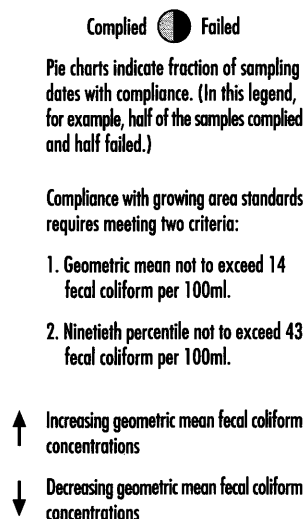 Complied Failed
Pie charts indicate fraction of sampling
dates with compliance. (In this legend,
for example, half of the samples complied
and half failed.)
Compliance with growing area standards
requires meeting two criteria:
1. Geometric mean not to exceed 14
fecal coliform per 100ml.
2. Ninetieth percentile not to exceed 43
fecal coliform per 100ml.
Increasing geometric mean fecal coliform
concentrations
Decreasing geometric mean fecal coliform
concentrations